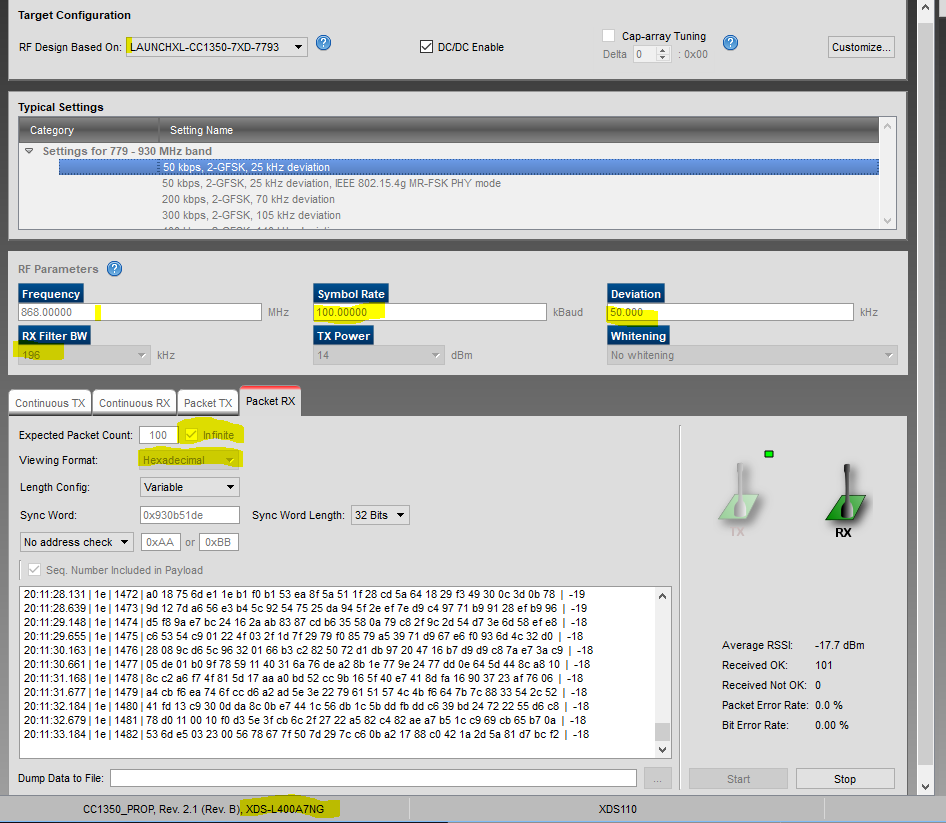 Target Configuration
RF Design Based On: LAUNCHXL-CC1350-7XD-7793 DC/DC Enable Cap-array Tuning
Delta 0 : 0x00 Customize...
Typical Settings
Category Setting Name
Settings for 779 - 930 MHz band
50 kbps, 2-GFSK, 25 kHz deviation
50 kbps, 2-GFSK, 25 kHz deviation, IEEE 802.15.4g MR-FSK PHY mode
200 kbps, 2-GFSK, 70 kHz deviation
300 kbps, 2-GFSK, 105 kHz deviation
RF Parameters
Frequency Symbol Rate Deviation
868.00000 MHz 100.00000 kBaud 50.000 kHz
RX Filter BW TX Power Whitening
196 kHz 14 dBm No whitening
Continuous TX Continuous RX Packet TX Packet RX
Expected Packet Count: 100 Infinite
Viewing Format: Hexadecimal
Length Config: Variable
Sync Word: 0x930b51de Sync Word Length: 32 Bits
No address check 0xAA or 0xBB
Seq. Number Included in Payload
TX RX
20:11:28.131 | 1e | 1472 | a0 18 75 6d e1 1e b1 f0 b1 53 ea 8f 5a 51 1f 28 cd 5a 64 18 29 f3 49 30 0c 3d 0b 78 | -19
20:11:28.639 | 1e | 1473 | 9d 12 7d a6 56 e3 b4 5c 92 54 75 25 da 94 5f 2e ef 7e d9 c4 97 71 b9 91 28 ef b9 96 | -19
20:11:29.148 | 1e | 1474 | d5 f8 9a e7 bc 24 16 2a ab 83 87 cd b6 35 58 0a 79 c8 2f 9c 2d 54 d7 3e 6d 58 ef e8 | -18
20:11:29.655 | 1e | 1475 | c6 53 54 c9 01 22 4f 03 2f 1d 7f 29 79 f0 85 79 a5 39 71 d9 67 e6 f0 93 6d 4c 32 d0 | -18
20:11:30.163 | 1e | 1476 | 28 08 9c d6 5c 96 32 01 66 b3 c2 82 50 72 d1 db 97 20 47 16 b7 d9 d9 c8 7a e7 3a c9 | -18
20:11:30.661 | 1e | 1477 | 05 de 01 b0 9f 78 59 11 40 31 6a 76 de a2 8b 1e 77 9e 24 77 dd 0e 64 5d 44 8c a8 10 | -18
20:11:31.168 | 1e | 1478 | 8c c2 a6 f7 4f 81 5d 17 aa a0 bd 52 cc 9b 16 5f 40 e7 41 8d fa 16 90 37 23 af 76 06 | -18
20:11:31.677 | 1e | 1479 | a4 cb f6 ea 74 6f cc d6 a2 ad 5e 3e 22 79 61 51 57 4c 4b f6 64 7b 7c 88 33 54 2c 52 | -18
20:11:32.184 | 1e | 1480 | 41 fd 13 c9 30 0d da 8c 0b e7 44 1c 56 db 1c 5b dd fb dd c6 39 bd 24 72 22 55 d6 c8 | -18
20:11:32.679 | 1e | 1481 | 78 d0 11 00 10 f0 d3 5e 3f cb 6c 2f 27 22 a5 82 c4 82 ae a7 b5 1c c9 69 cb 65 b7 0a | -18
20:11:33.184 | 1e | 1482 | 53 6d e5 03 23 00 56 78 67 7f 50 7d 29 7c c6 0b a2 17 88 c0 42 1a 2d 5a 81 d7 bc f2 | -18
Average RSSI: -17.7 dBm
Received OK: 101
Received Not OK: 0
Packet Error Rate: 0.0 %
Bit Error Rate: 0.00 %
Dump Data to File: ... Start Stop
CC1350_PROP, Rev. 2.1 (Rev. B), XDS-L400A7NG XDS110